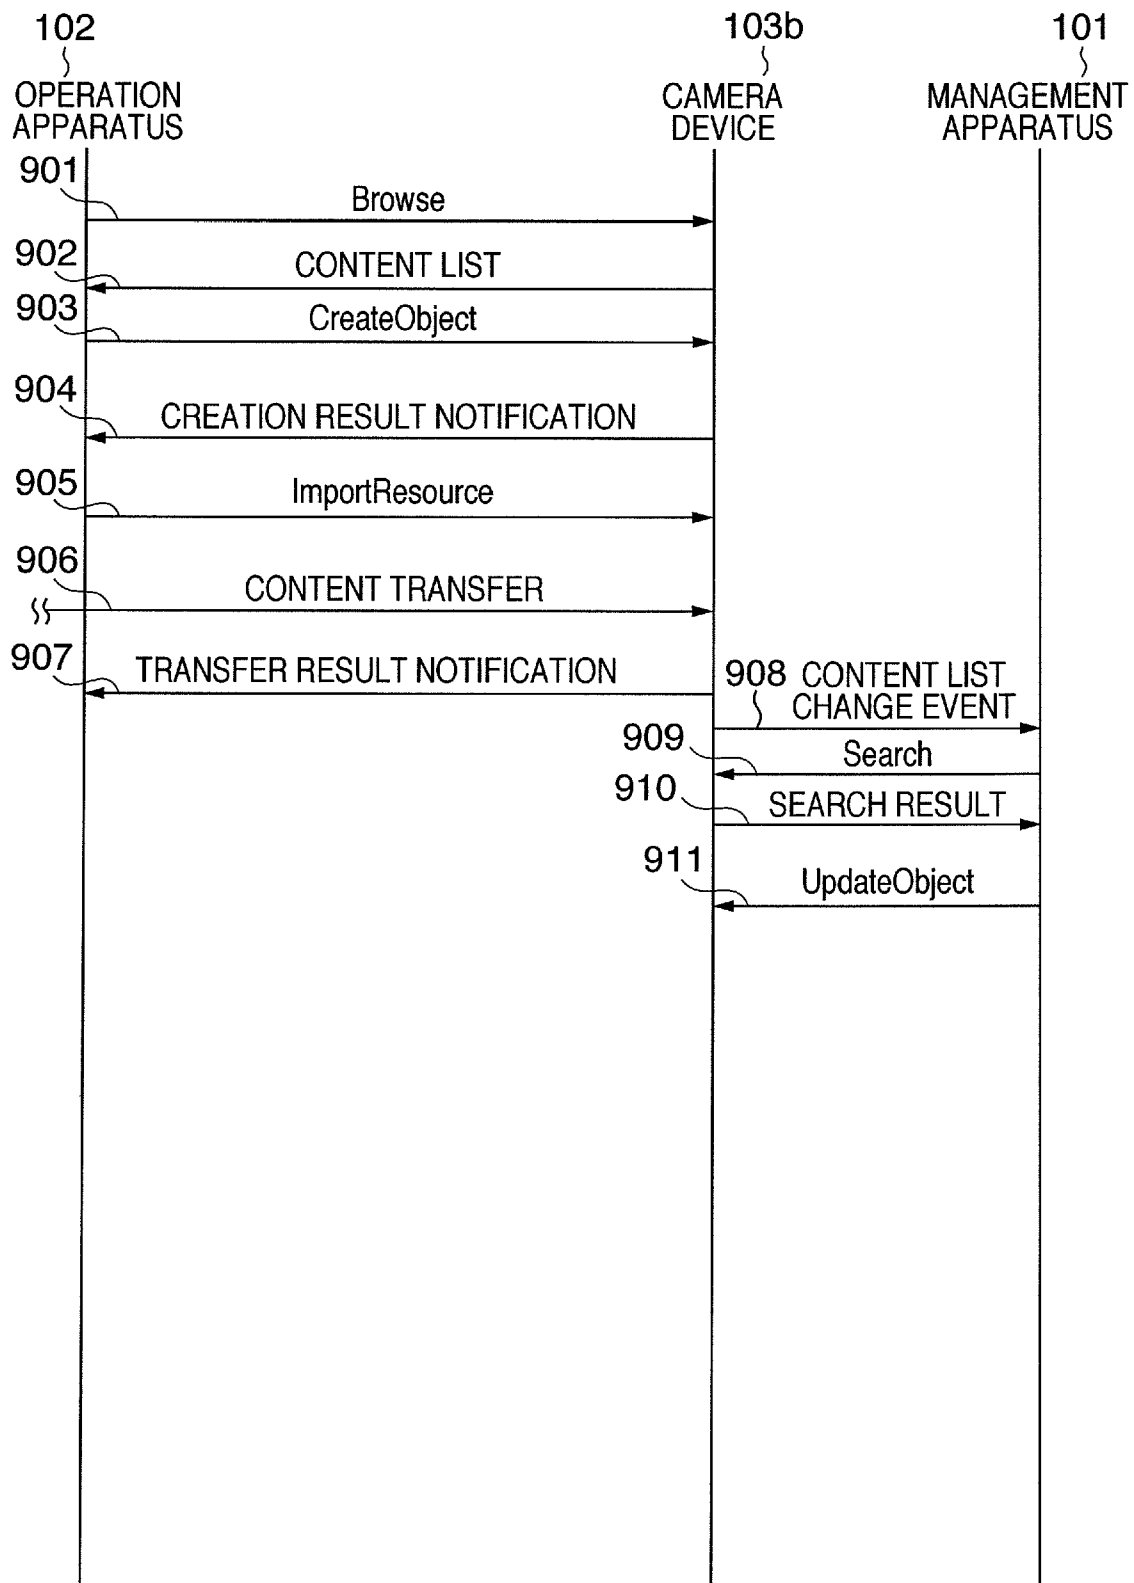 102
103b
101
OPERATION
APPARATUS
CAMERA
DEVICE
MANAGEMENT
APPARATUS
901
Browse
902
CONTENT LIST
903
CreateObject
904
CREATION RESULT NOTIFICATION
905
ImportResource
906
CONTENT TRANSFER
907
TRANSFER RESULT NOTIFICATION
908
CONTENT LIST
CHANGE EVENT
909
Search
910
SEARCH RESULT
911
UpdateObject